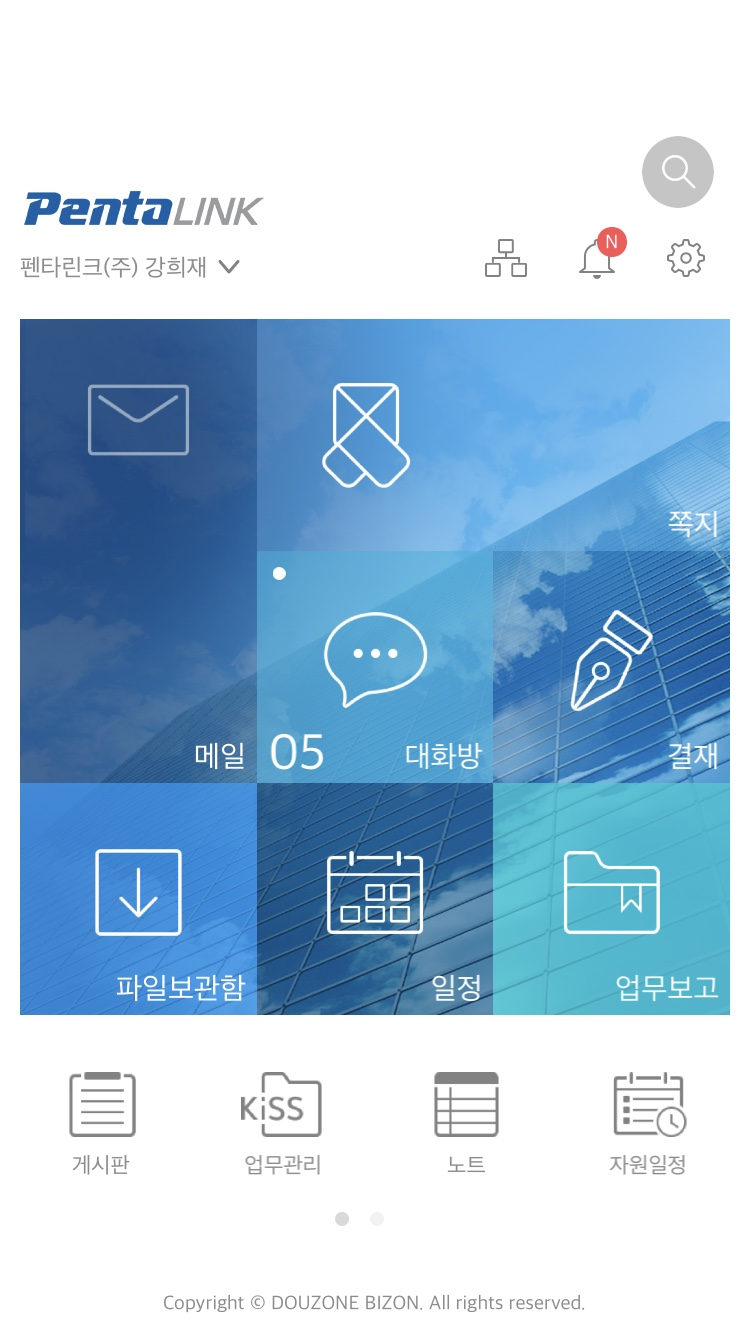 PentaLINK
펜타링크(주) 강희재
N
쪽지
메일
05 대화방
결재
파일보관함
일정
업무보고
KiSS
게시판
업무관리
노트
자원일정
Copyright © DOUZONE BIZON. All rights reserved.